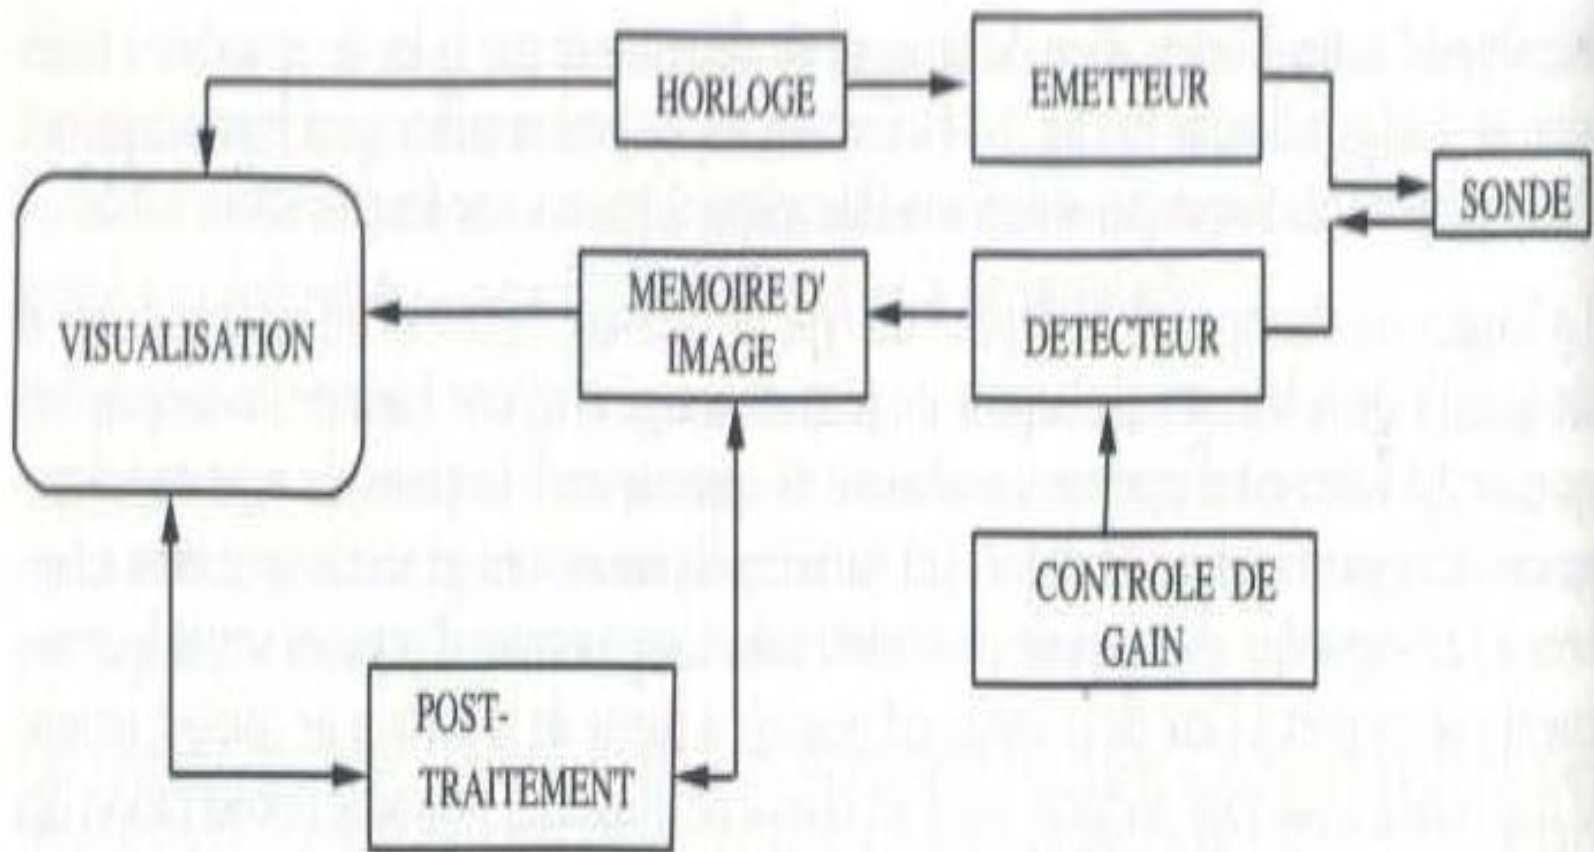 HORLOGE
EMETTEUR
SONDE
VISUALISATION
MEMOIRE D'
IMAGE
DETECTEUR
CONTROLE DE
GAIN
POST-
TRAITEMENT